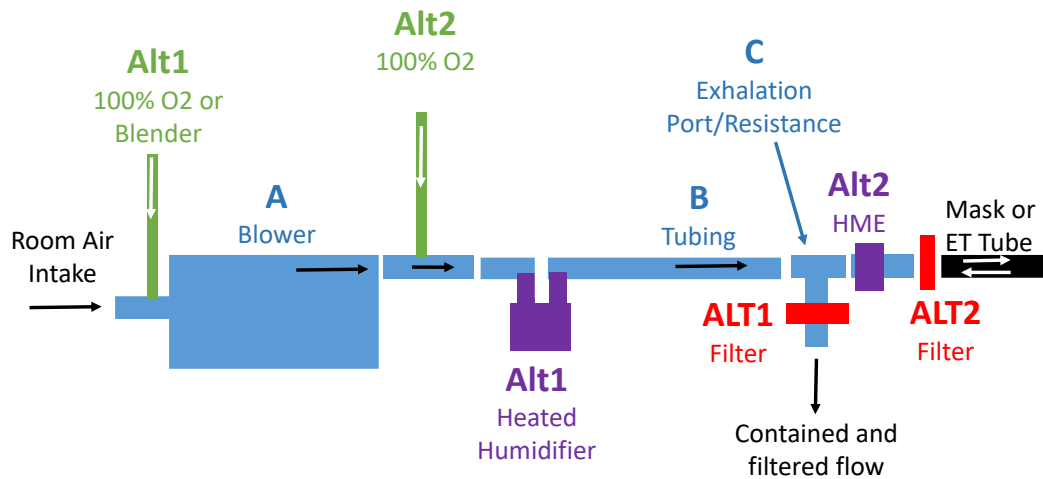 Alt1
100% O2 or
Blender
Alt2
100% O2
C
Exhalation
Port/Resistance
A
Blower
B
Tubing
Alt2
HME
Mask or
ET Tube
Room Air
Intake
ALT1
Filter
ALT2
Filter
Alt1
Heated
Humidifier
Contained and
filtered flow